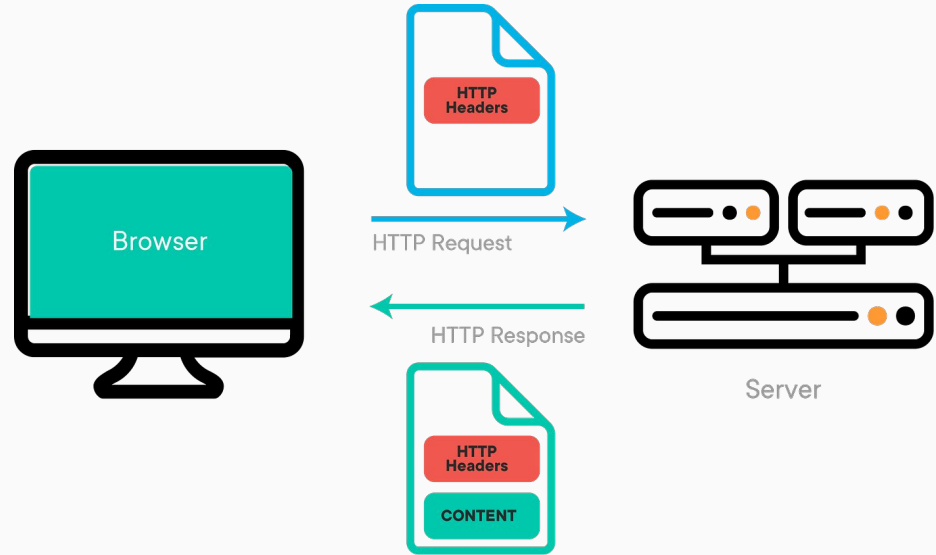 HTTP
Headers
Browser
HTTP Request
HTTP Response
Server
HTTP
Headers
CONTENT